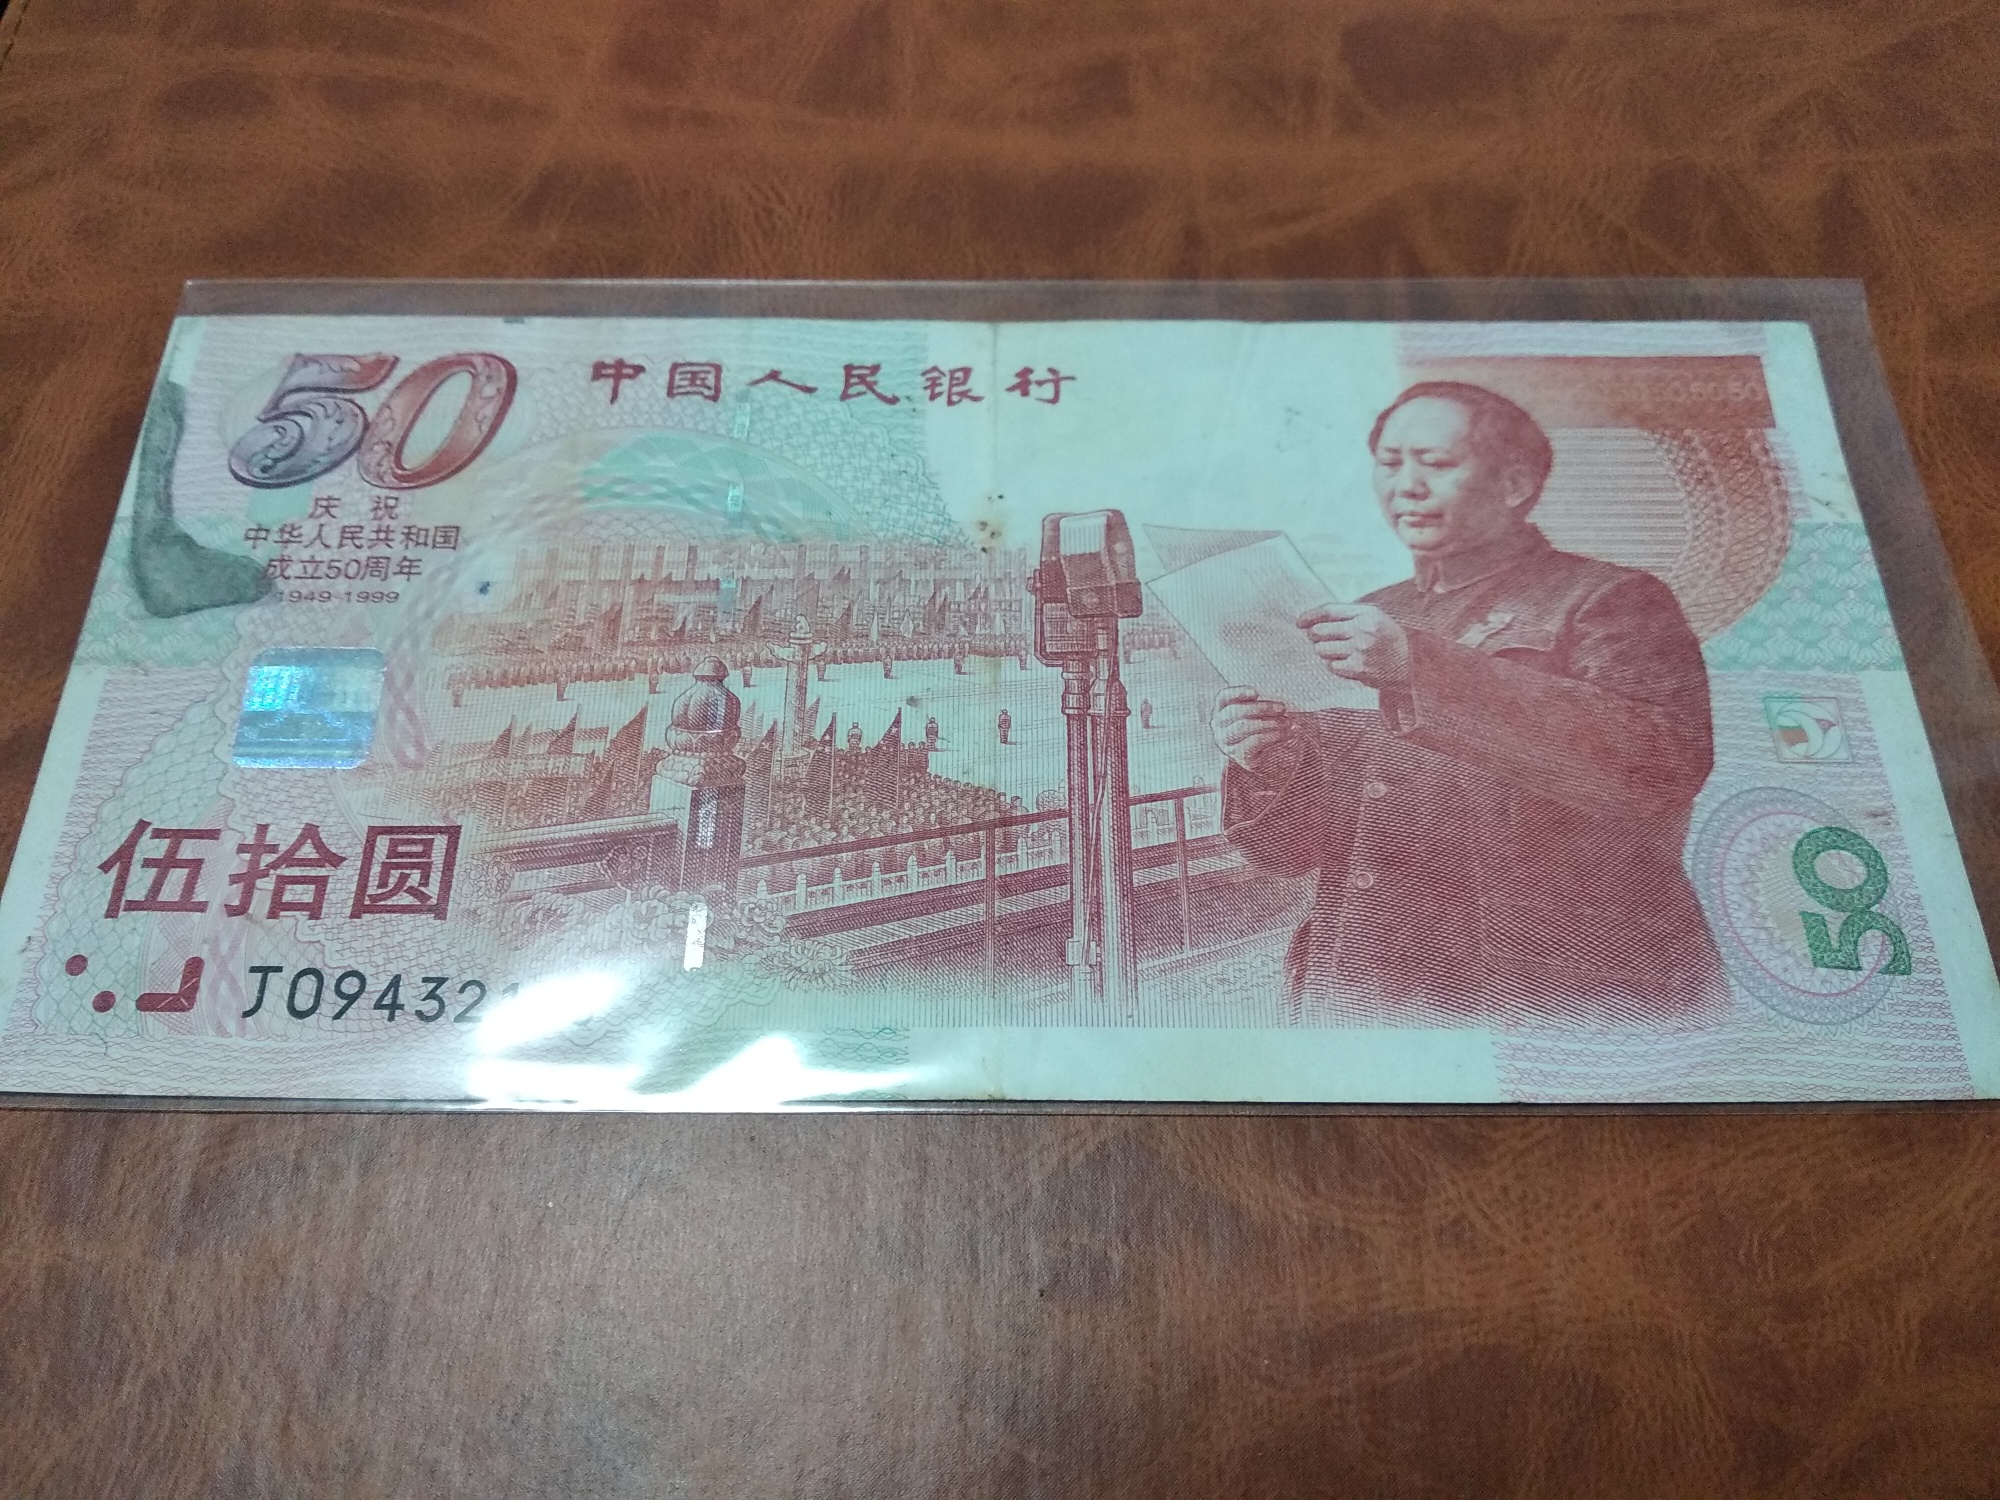 50
中国人民银行
庆祝
中华人民共和国
成立50周年
1949-1999
伍拾圆
J094321
50